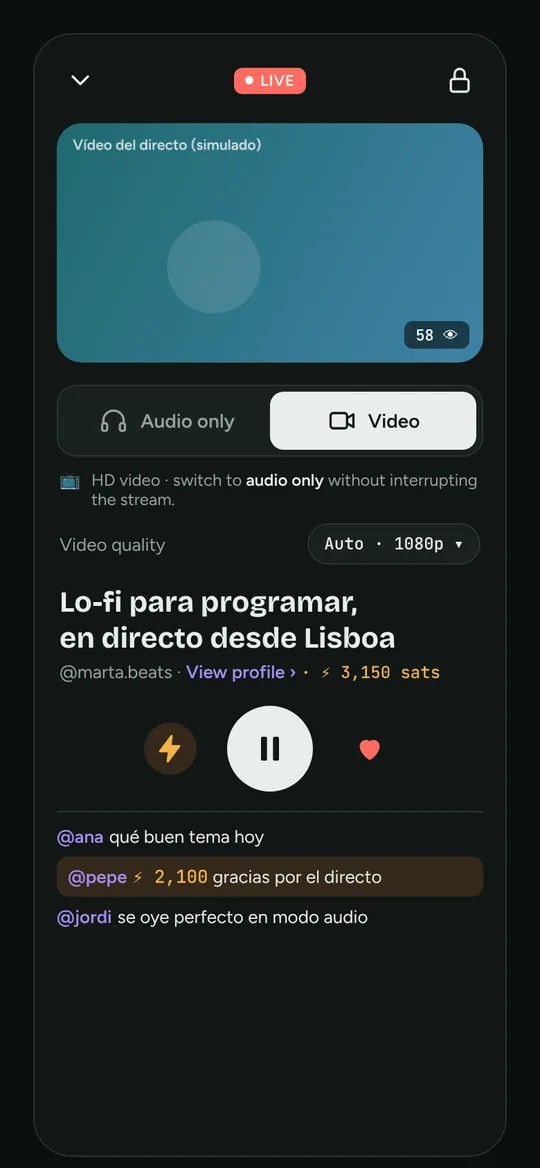 LIVE
Vídeo del directo (simulado)
58
Audio only
Video
HD video · switch to audio only without interrupting
the stream.
Video quality
Auto · 1080p ▾
Lo-fi para programar,
en directo desde Lisboa
@marta.beats · View profile › · ⚡ 3,150 sats
@ana qué buen tema hoy
@pepe ⚡ 2,100 gracias por el directo
@jordi se oye perfecto en modo audio